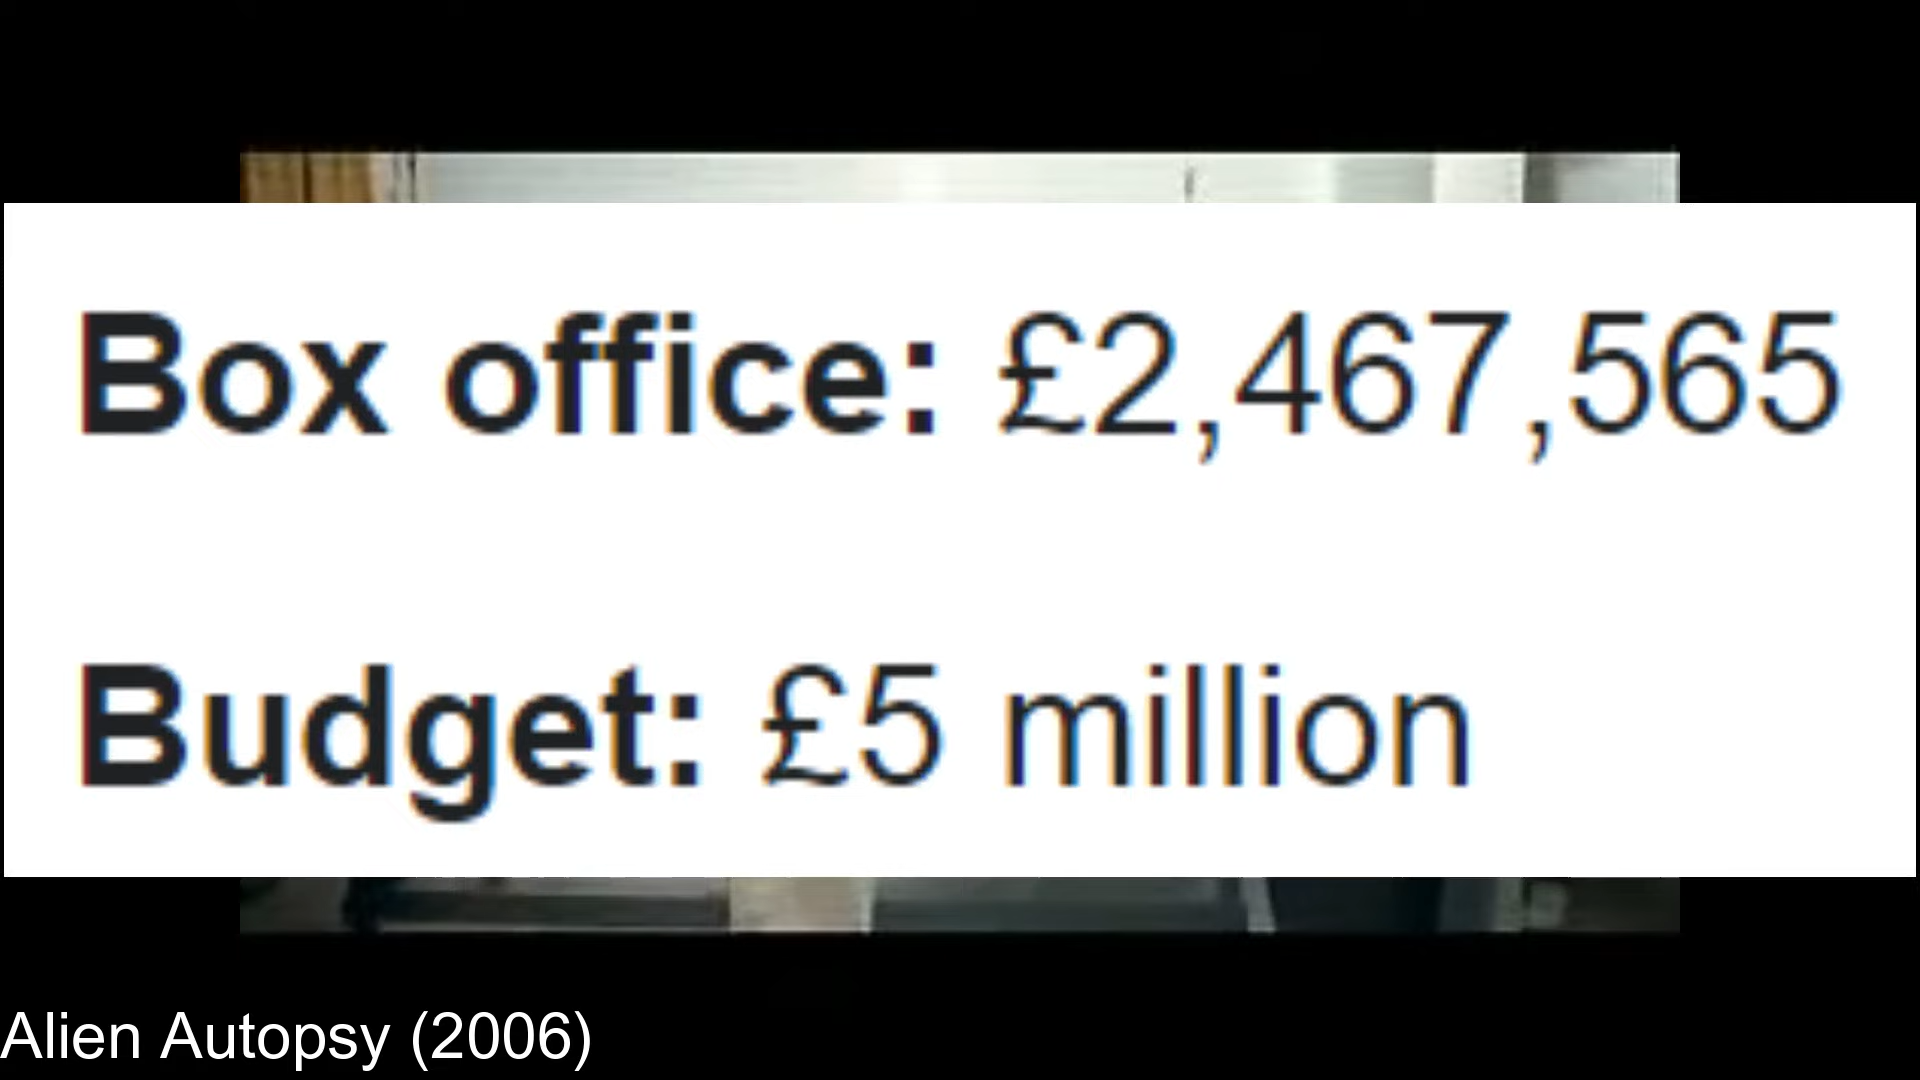 Box office: £2,467,565
Budget: £5 million
Alien Autopsy (2006)